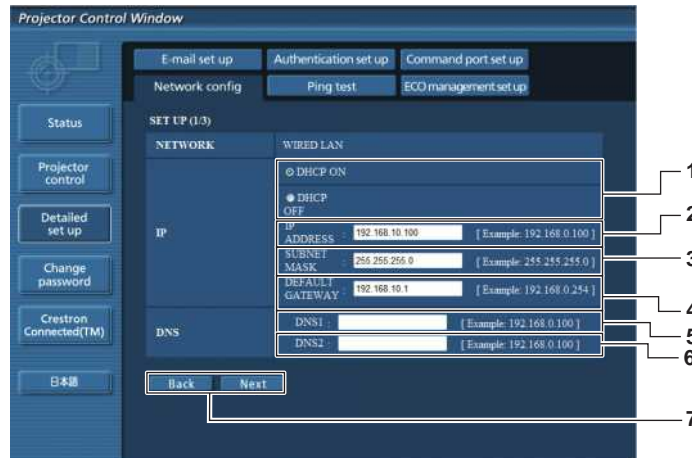 Projector Control Window
E-mail set up Authentication set up Command port set up
Network config Ping test ECO management set up
Status
Projector control
Detailed set up
Change password
Crestron Connected(TM)
日本語
SET UP (1/3)
NETWORK WIRED LAN
IP
DHCP ON
DHCP
OFF
IP ADDRESS : 192.168.10.100 [ Example: 192.168.0.100 ]
SUBNET MASK : 255.255.255.0 [ Example: 255.255.255.0 ]
DEFAULT GATEWAY : 192.168.10.1 [ Example: 192.168.0.254 ]
DNS
DNS1 : [ Example: 192.168.0.100 ]
DNS2 : [ Example: 192.168.0.100 ]
Back Next
1
2
3
4
5
6
7